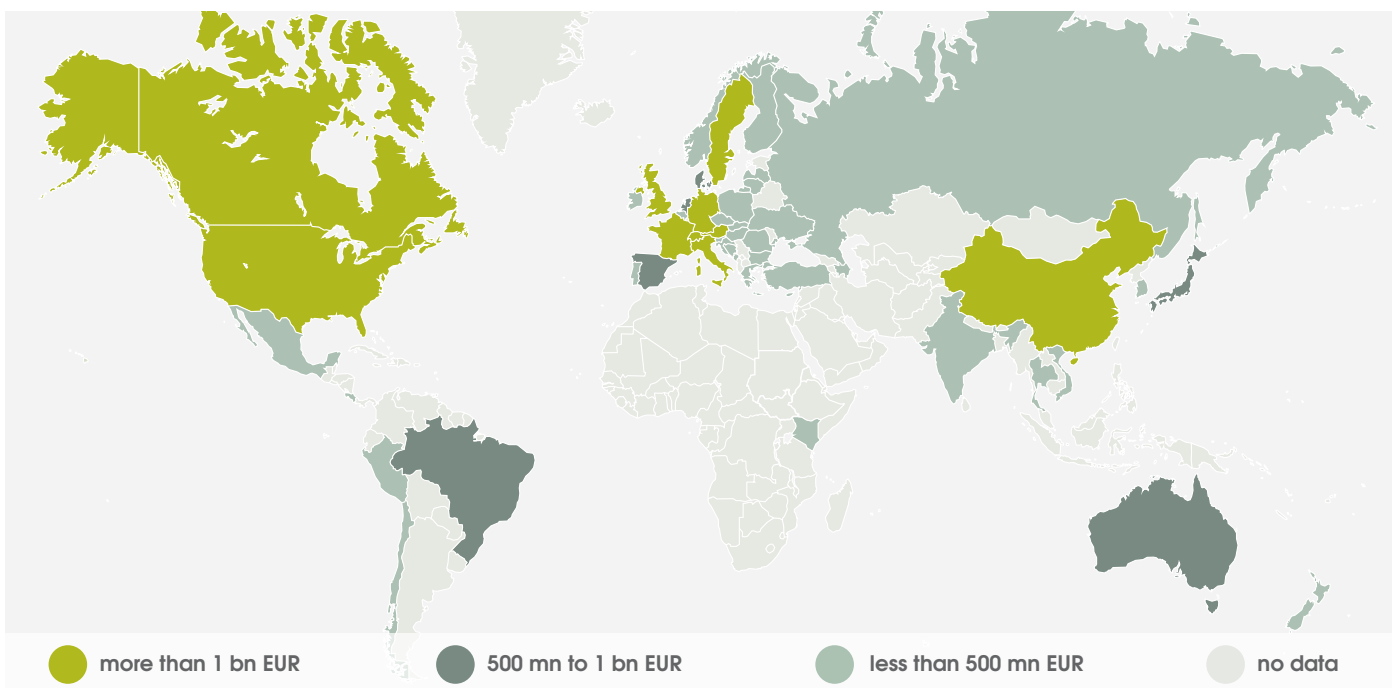 more than 1 bn EUR
500 mn to 1 bn EUR
less than 500 mn EUR
no data